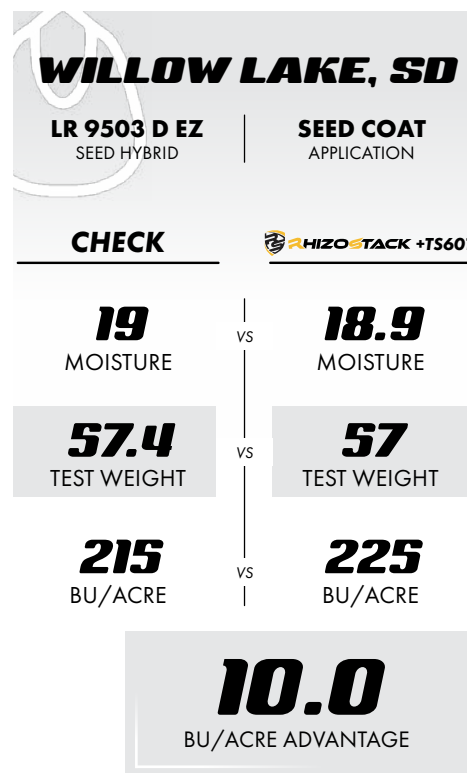 WILLOW LAKE, SD
LR 9503 D EZ
SEED HYBRID
SEED COAT
APPLICATION
CHECK
RHIZOSTACK +TS601
19
MOISTURE
VS
18.9
MOISTURE
57.4
TEST WEIGHT
VS
57
TEST WEIGHT
215
BU/ACRE
VS
225
BU/ACRE
10.0
BU/ACRE ADVANTAGE